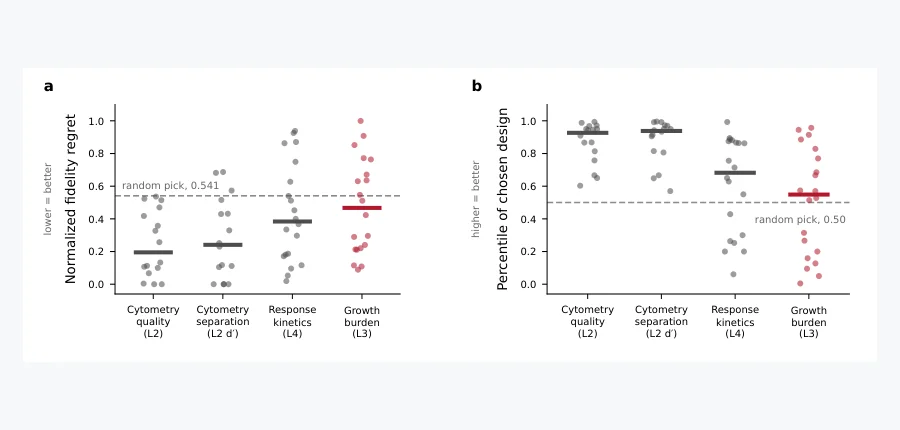 a
Normalized fidelity regret
lower = better
1.0
0.8
0.6
0.4
0.2
0.0
random pick, 0.541
Cytometry
quality
(L2)
Cytometry
separation
(L2 d′)
Response
kinetics
(L4)
Growth
burden
(L3)
b
Percentile of chosen design
higher = better
1.0
0.8
0.6
0.4
0.2
0.0
random pick, 0.50
Cytometry
quality
(L2)
Cytometry
separation
(L2 d′)
Response
kinetics
(L4)
Growth
burden
(L3)